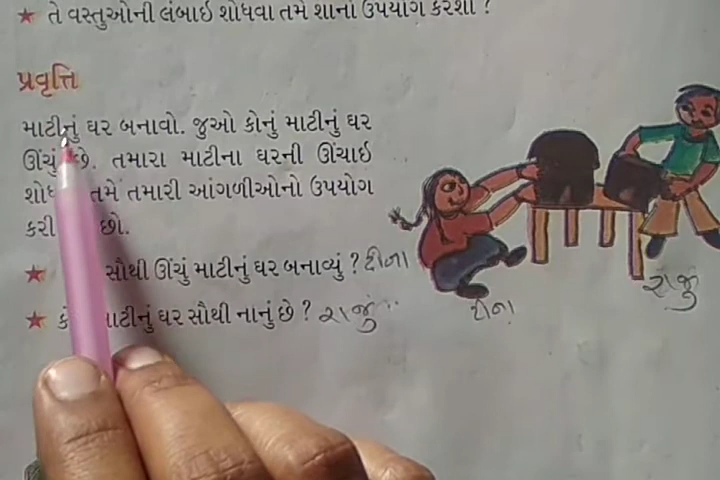 ★ તે વસ્તુઓની લંબાઇ શોધવા તમે શાનો ઉપયોગ કરશો ?
પ્રવૃત્તિ
માટીનું ઘર બનાવો. જુઓ કોનું માટીનું ઘર
ઊંચું છે. તમારા માટીના ઘરની ઊંચાઇ
તમે તમારી આંગળીઓનો ઉપયોગ
કરી છો.
★ સૌથી ઊંચું માટીનું ઘર બનાવ્યું ? ટીના
★ માટીનું ઘર સૌથી નાનું છે ? રાજુ
ટીના
રાજુ